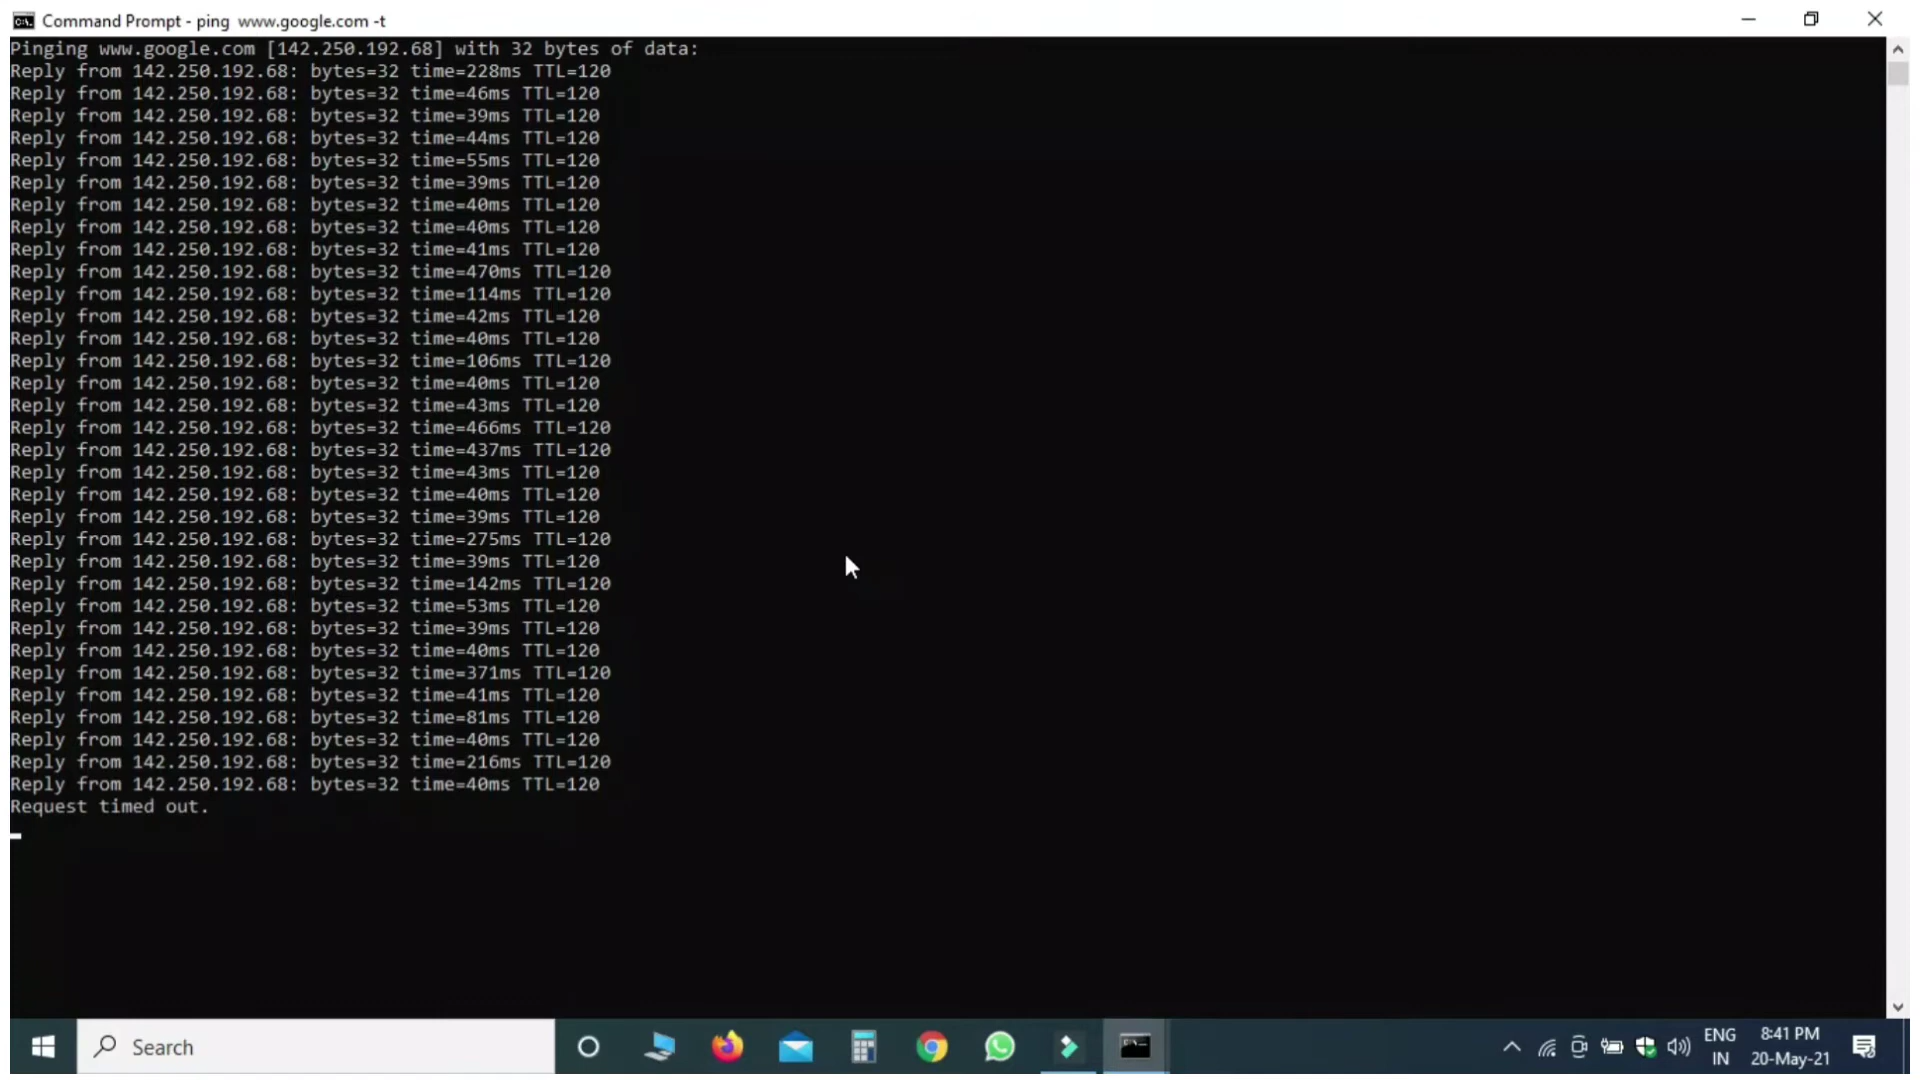 Command Prompt - ping  www.google.com -t
Pinging www.google.com [142.250.192.68] with 32 bytes of data:
Reply from 142.250.192.68: bytes=32 time=228ms TTL=120
Reply from 142.250.192.68: bytes=32 time=46ms TTL=120
Reply from 142.250.192.68: bytes=32 time=39ms TTL=120
Reply from 142.250.192.68: bytes=32 time=44ms TTL=120
Reply from 142.250.192.68: bytes=32 time=55ms TTL=120
Reply from 142.250.192.68: bytes=32 time=39ms TTL=120
Reply from 142.250.192.68: bytes=32 time=40ms TTL=120
Reply from 142.250.192.68: bytes=32 time=40ms TTL=120
Reply from 142.250.192.68: bytes=32 time=41ms TTL=120
Reply from 142.250.192.68: bytes=32 time=470ms TTL=120
Reply from 142.250.192.68: bytes=32 time=114ms TTL=120
Reply from 142.250.192.68: bytes=32 time=42ms TTL=120
Reply from 142.250.192.68: bytes=32 time=40ms TTL=120
Reply from 142.250.192.68: bytes=32 time=106ms TTL=120
Reply from 142.250.192.68: bytes=32 time=40ms TTL=120
Reply from 142.250.192.68: bytes=32 time=43ms TTL=120
Reply from 142.250.192.68: bytes=32 time=466ms TTL=120
Reply from 142.250.192.68: bytes=32 time=437ms TTL=120
Reply from 142.250.192.68: bytes=32 time=43ms TTL=120
Reply from 142.250.192.68: bytes=32 time=40ms TTL=120
Reply from 142.250.192.68: bytes=32 time=39ms TTL=120
Reply from 142.250.192.68: bytes=32 time=275ms TTL=120
Reply from 142.250.192.68: bytes=32 time=39ms TTL=120
Reply from 142.250.192.68: bytes=32 time=142ms TTL=120
Reply from 142.250.192.68: bytes=32 time=53ms TTL=120
Reply from 142.250.192.68: bytes=32 time=39ms TTL=120
Reply from 142.250.192.68: bytes=32 time=40ms TTL=120
Reply from 142.250.192.68: bytes=32 time=371ms TTL=120
Reply from 142.250.192.68: bytes=32 time=41ms TTL=120
Reply from 142.250.192.68: bytes=32 time=81ms TTL=120
Reply from 142.250.192.68: bytes=32 time=40ms TTL=120
Reply from 142.250.192.68: bytes=32 time=216ms TTL=120
Reply from 142.250.192.68: bytes=32 time=40ms TTL=120
Request timed out.
Search
ENG
IN
8:41 PM
20-May-21